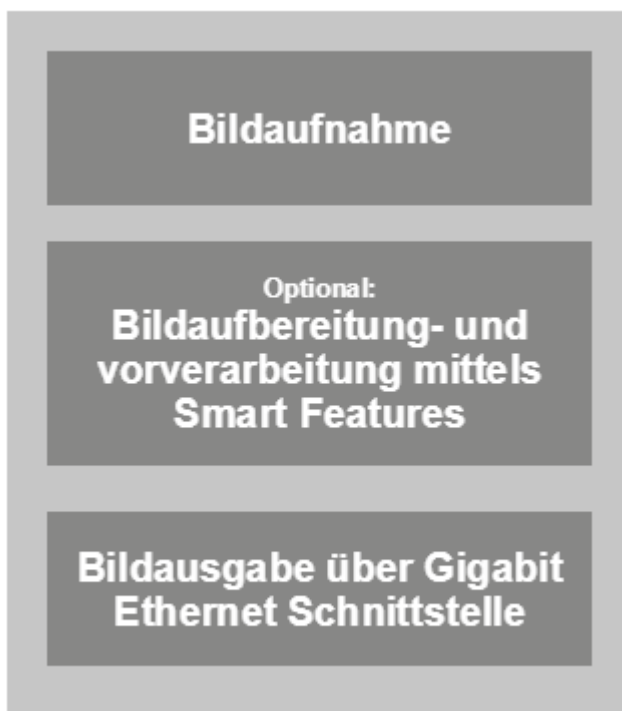 Bildaufnahme
Optional:
Bildaufbereitung- und
vorverarbeitung mittels
Smart Features
Bildausgabe über Gigabit
Ethernet Schnittstelle